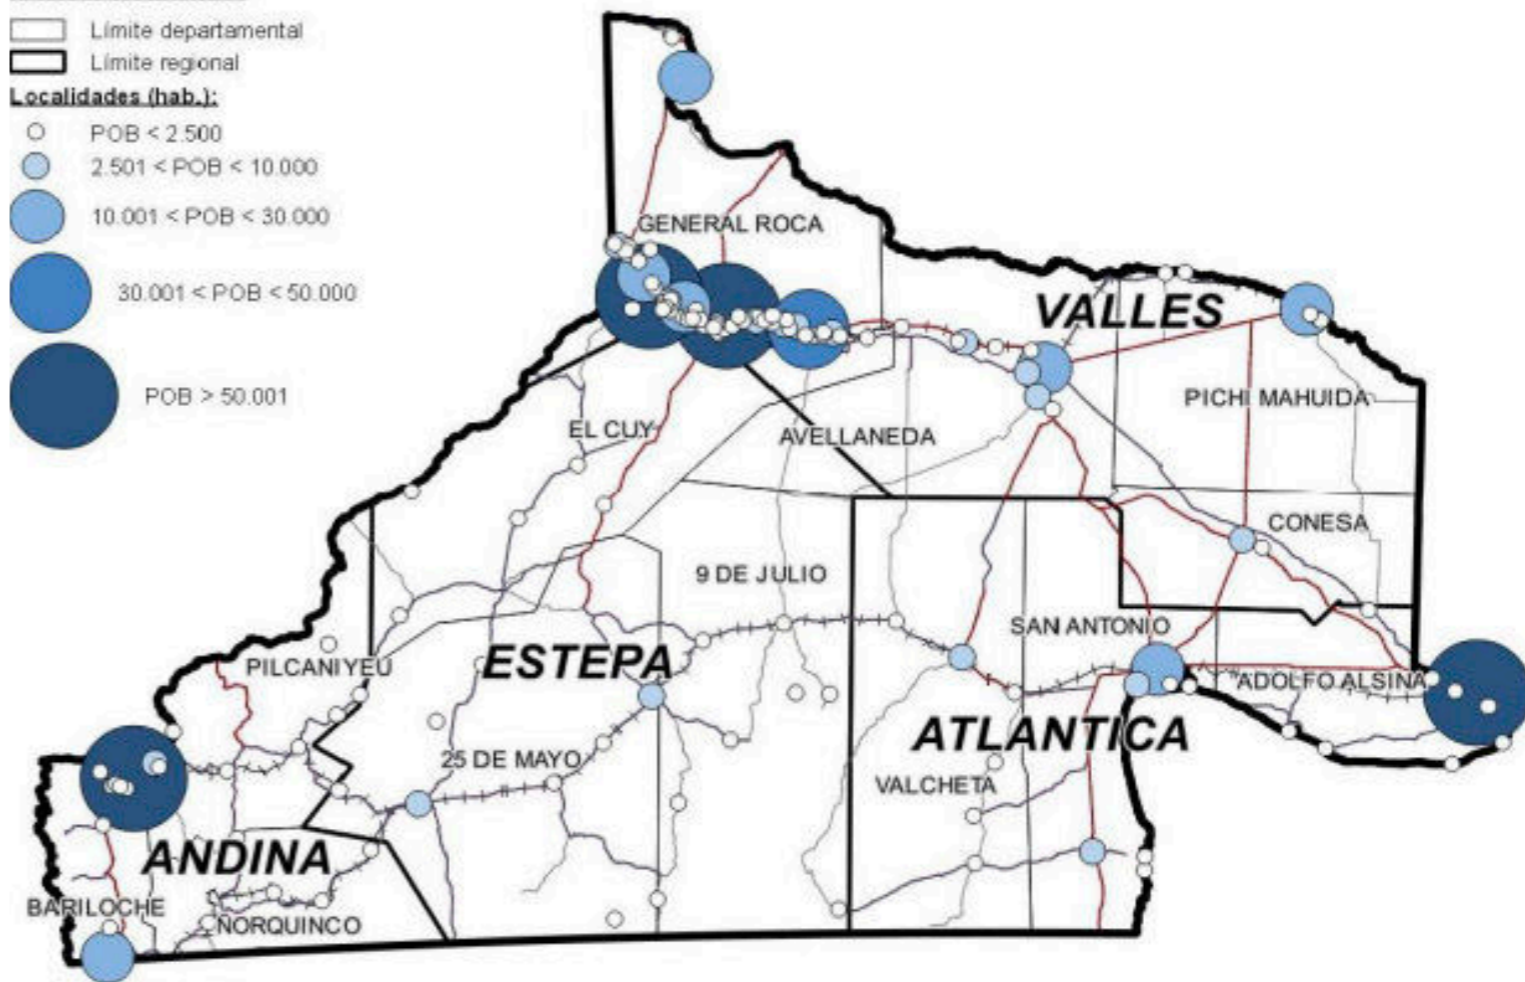 Límite departamental
Límite regional
Localidades (hab.):
POB < 2.500
2.501 < POB < 10.000
10.001 < POB < 30.000
30.001 < POB < 50.000
POB > 50.001
GENERAL ROCA
VALLES
PICHI MAHUIDA
EL CUY
AVELLANEDA
CONESA
9 DE JULIO
SAN ANTONIO
PILCANIYEU
ESTEPA
ADOLFO ALSINA
ATLANTICA
25 DE MAYO
VALCHETA
ANDINA
BARILOCHE
ÑORQUINCO